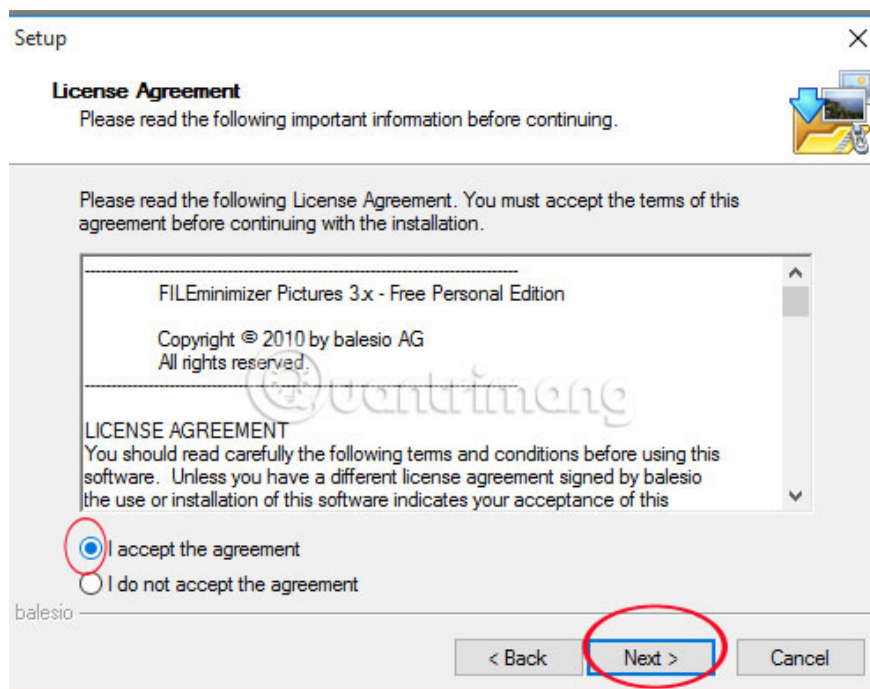 Setup
License Agreement
Please read the following important information before continuing.
Please read the following License Agreement. You must accept the terms of this
agreement before continuing with the installation.
FILEminimizer Pictures 3.x - Free Personal Edition
Copyright © 2010 by balesio AG
All rights reserved.
Quantrimang
LICENSE AGREEMENT
You should read carefully the following terms and conditions before using this
software.  Unless you have a different license agreement signed by balesio
the use or installation of this software indicates your acceptance of this
I accept the agreement
I do not accept the agreement
balesio
< Back Next > Cancel